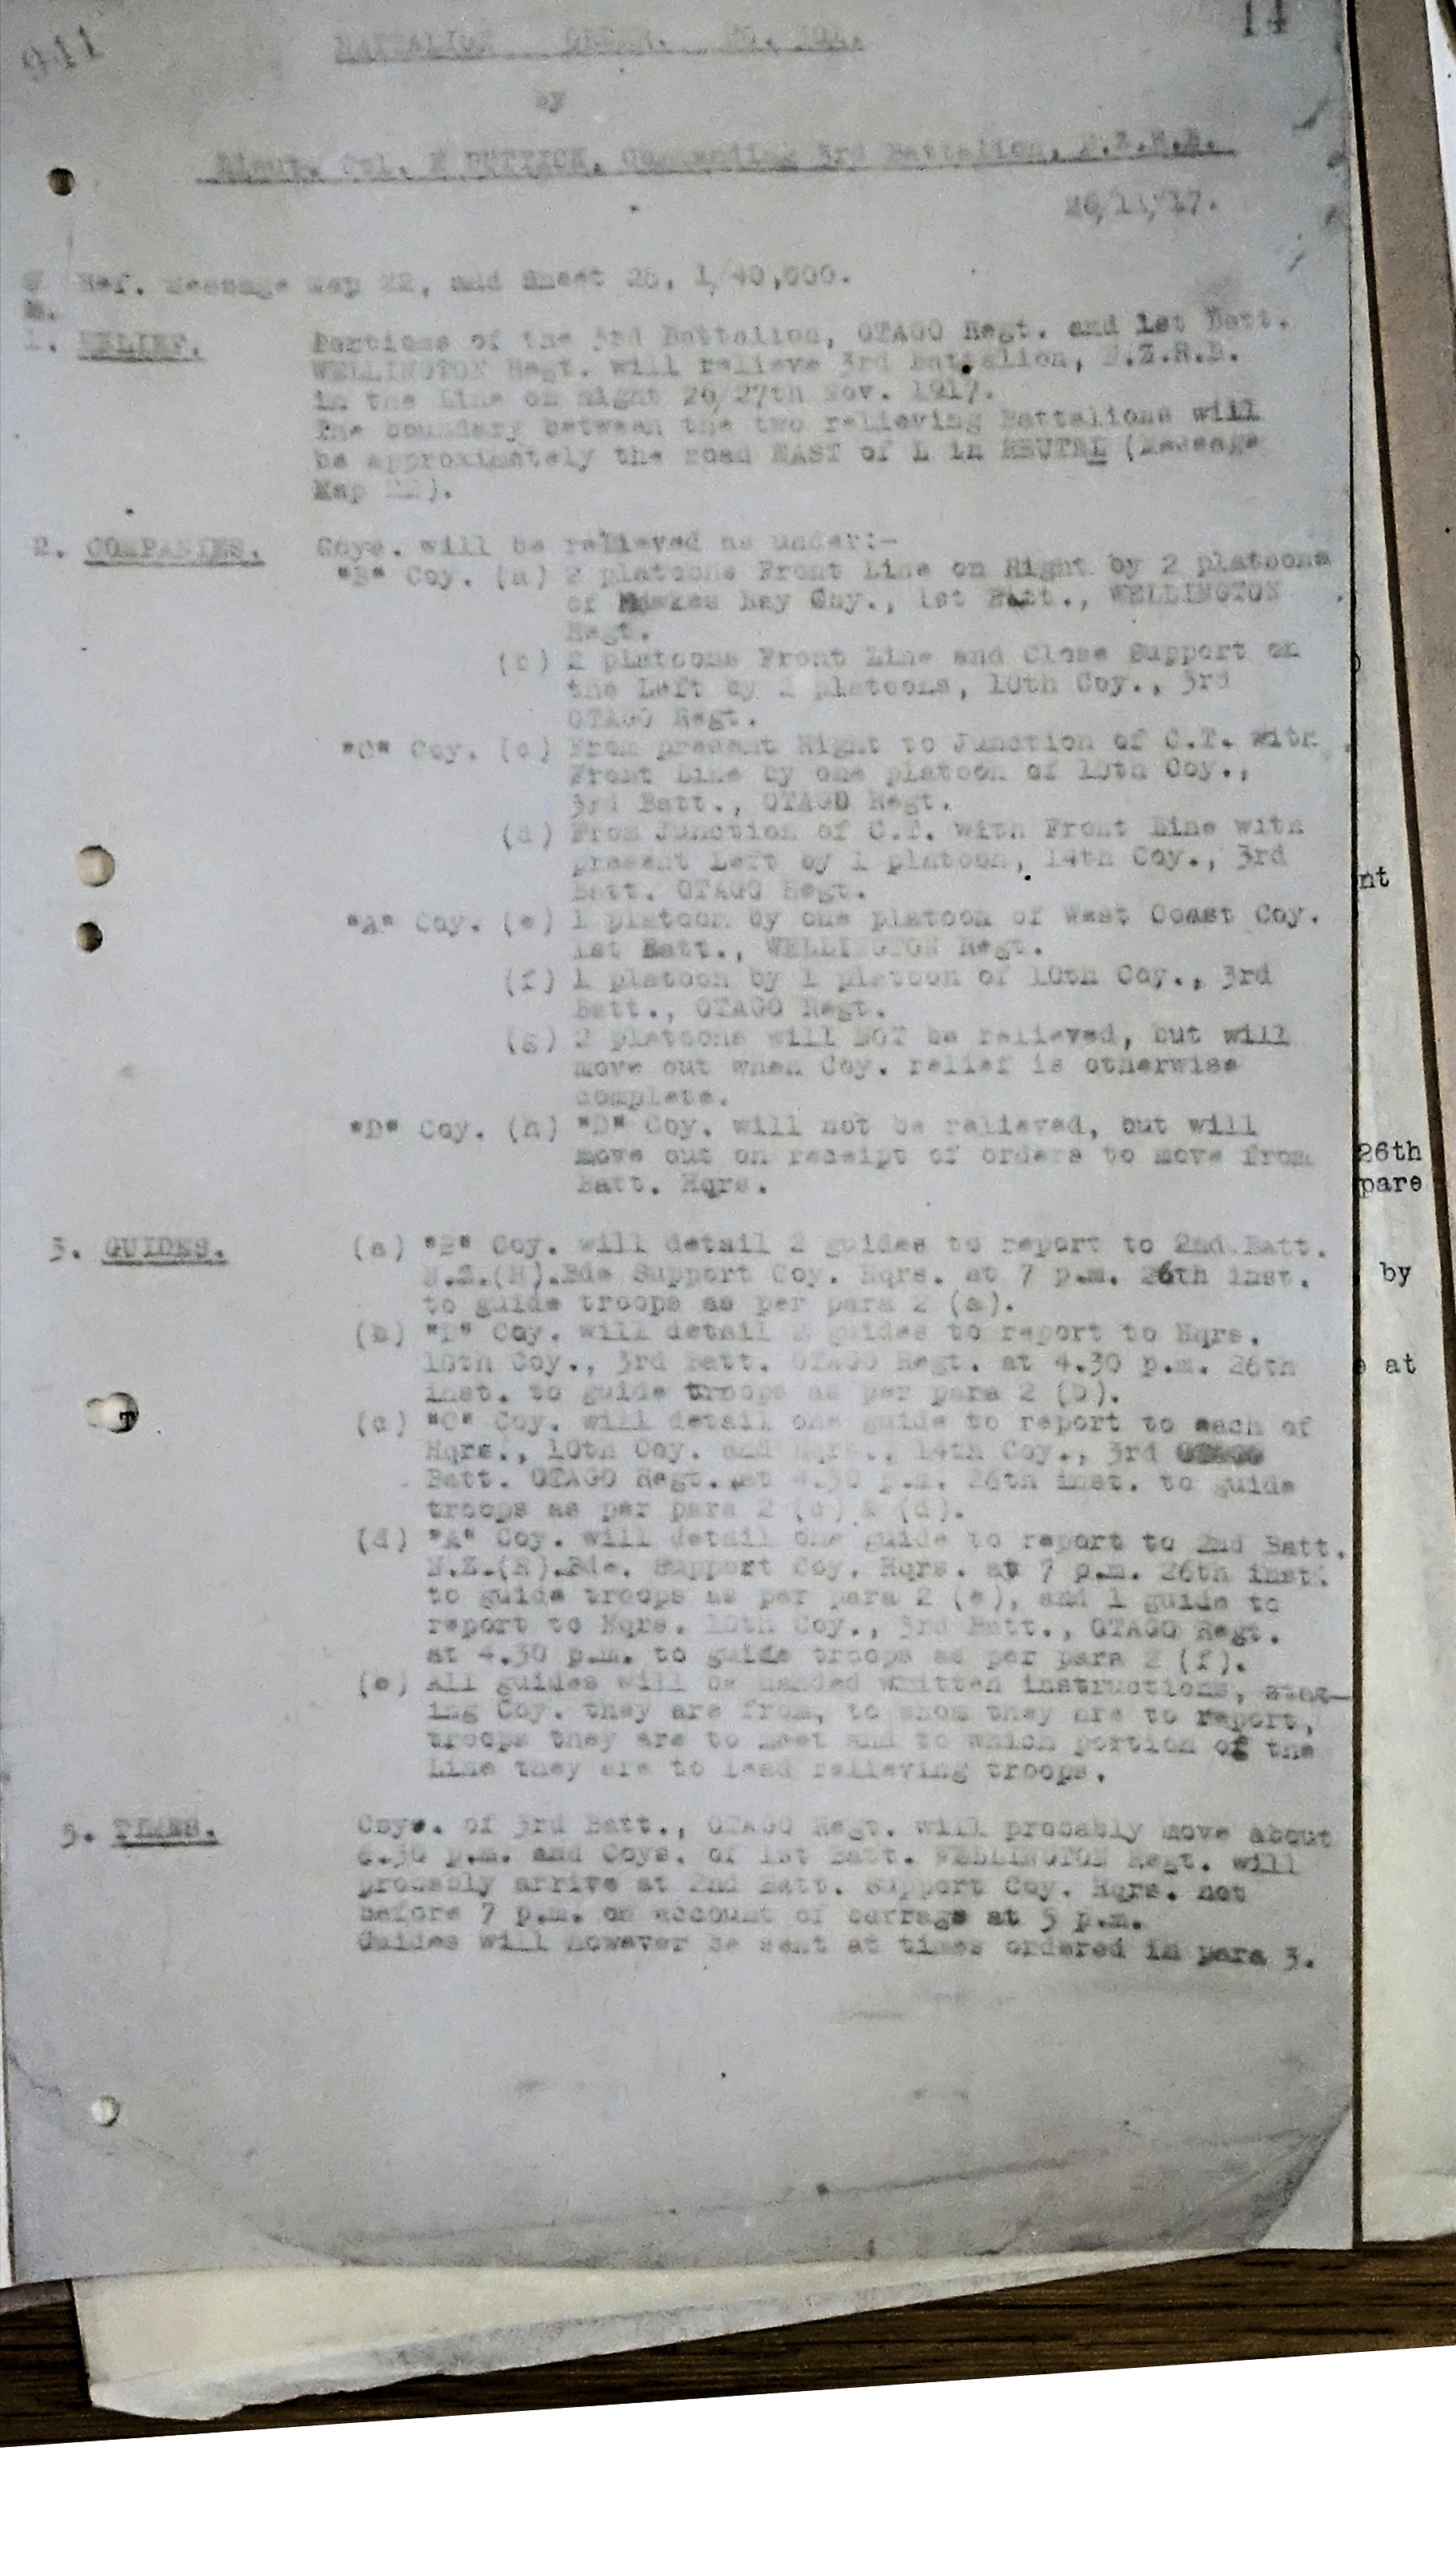 941
14
BATTALION ORDER. NO.
by
Lieut. Col. E PUTTICK, Commanding 3rd Battalion, N.Z.R.B.
26/11/17.
Ref. Message Map 22, and Sheet 28, 1/40,000.
1. RELIEF. Portions of the 3rd Battalion, OTAGO Regt. and 1st Batt.
WELLINGTON Regt. will relieve 3rd Battalion, N.Z.R.B.
in the Line on night 26/27th Nov. 1917.
The boundary between the two relieving Battalions will
be approximately the road EAST of L in REUTEL (Message
Map 22).
2. COMPANIES. Coys. will be relieved as under:-
"B" Coy. (a) 2 platoons Front Line on Right by 2 platoons
of Hawkes Bay Coy., 1st Batt., WELLINGTON
Regt.
(b) 2 platoons Front Line and Close Support on
the Left by platoons, 10th Coy., 3rd
OTAGO Regt.
"C" Coy. (c) From present Right to Junction of C.T. with
Front Line by one platoon of 10th Coy.,
3rd Batt., OTAGO Regt.
(d) From Junction of C.T. with Front Line with
present Left by 1 platoon, 14th Coy., 3rd
Batt. OTAGO Regt.
"A" Coy. (e) 1 platoon by one platoon of West Coast Coy.
1st Batt., WELLINGTON Regt.
(f) 1 platoon by 1 platoon of 10th Coy., 3rd
Batt., OTAGO Regt.
(g) 2 platoons will NOT be relieved, but will
move out when Coy. relief is otherwise
complete.
"D" Coy. (h) "D" Coy. will not be relieved, but will
move out on receipt of orders to move from
Batt. Hqrs.
3. GUIDES. (a) "B" Coy. will detail 2 guides to report to 2nd Batt.
N.Z.(R).Bde Support Coy. Hqrs. at 7 p.m. 26th inst.
to guide troops as per para 2 (a).
(b) "B" Coy. will detail 2 guides to report to Hqrs.
10th Coy., 3rd Batt. OTAGO Regt. at 4.30 p.m. 26th
inst. to guide troops as per para 2 (b).
(c) "C" Coy. will detail one guide to report to each of
Hqrs., 10th Coy. and Hqrs., 14th Coy., 3rd
Batt. OTAGO Regt. at 4.30 p.m. 26th inst. to guide
troops as per para 2 (c) & (d).
(d) "A" Coy. will detail one guide to report to 2nd Batt.
N.Z.(R).Bde. Support Coy. Hqrs. at 7 p.m. 26th inst.
to guide troops as per para 2 (e), and 1 guide to
report to Hqrs. 10th Coy., 3rd Batt., OTAGO Regt.
at 4.30 p.m. to guide troops as per para 2 (f).
(e) All guides will be handed written instructions, stat-
ing Coy. they are from, to whom they are to report,
troops they are to meet and to which portion of the
Line they are to lead relieving troops.
5. TIMES. Coys. of 3rd Batt., OTAGO Regt. will probably move about
p.m. and Coys. of 1st Batt. WELLINGTON Regt. will
probably arrive at 2nd Batt. Support Coy. Hqrs. not
before 7 p.m. on account of barrage at 5 p.m.
Guides will however be sent at times ordered in para 3.
nt
26th
pare
by
at